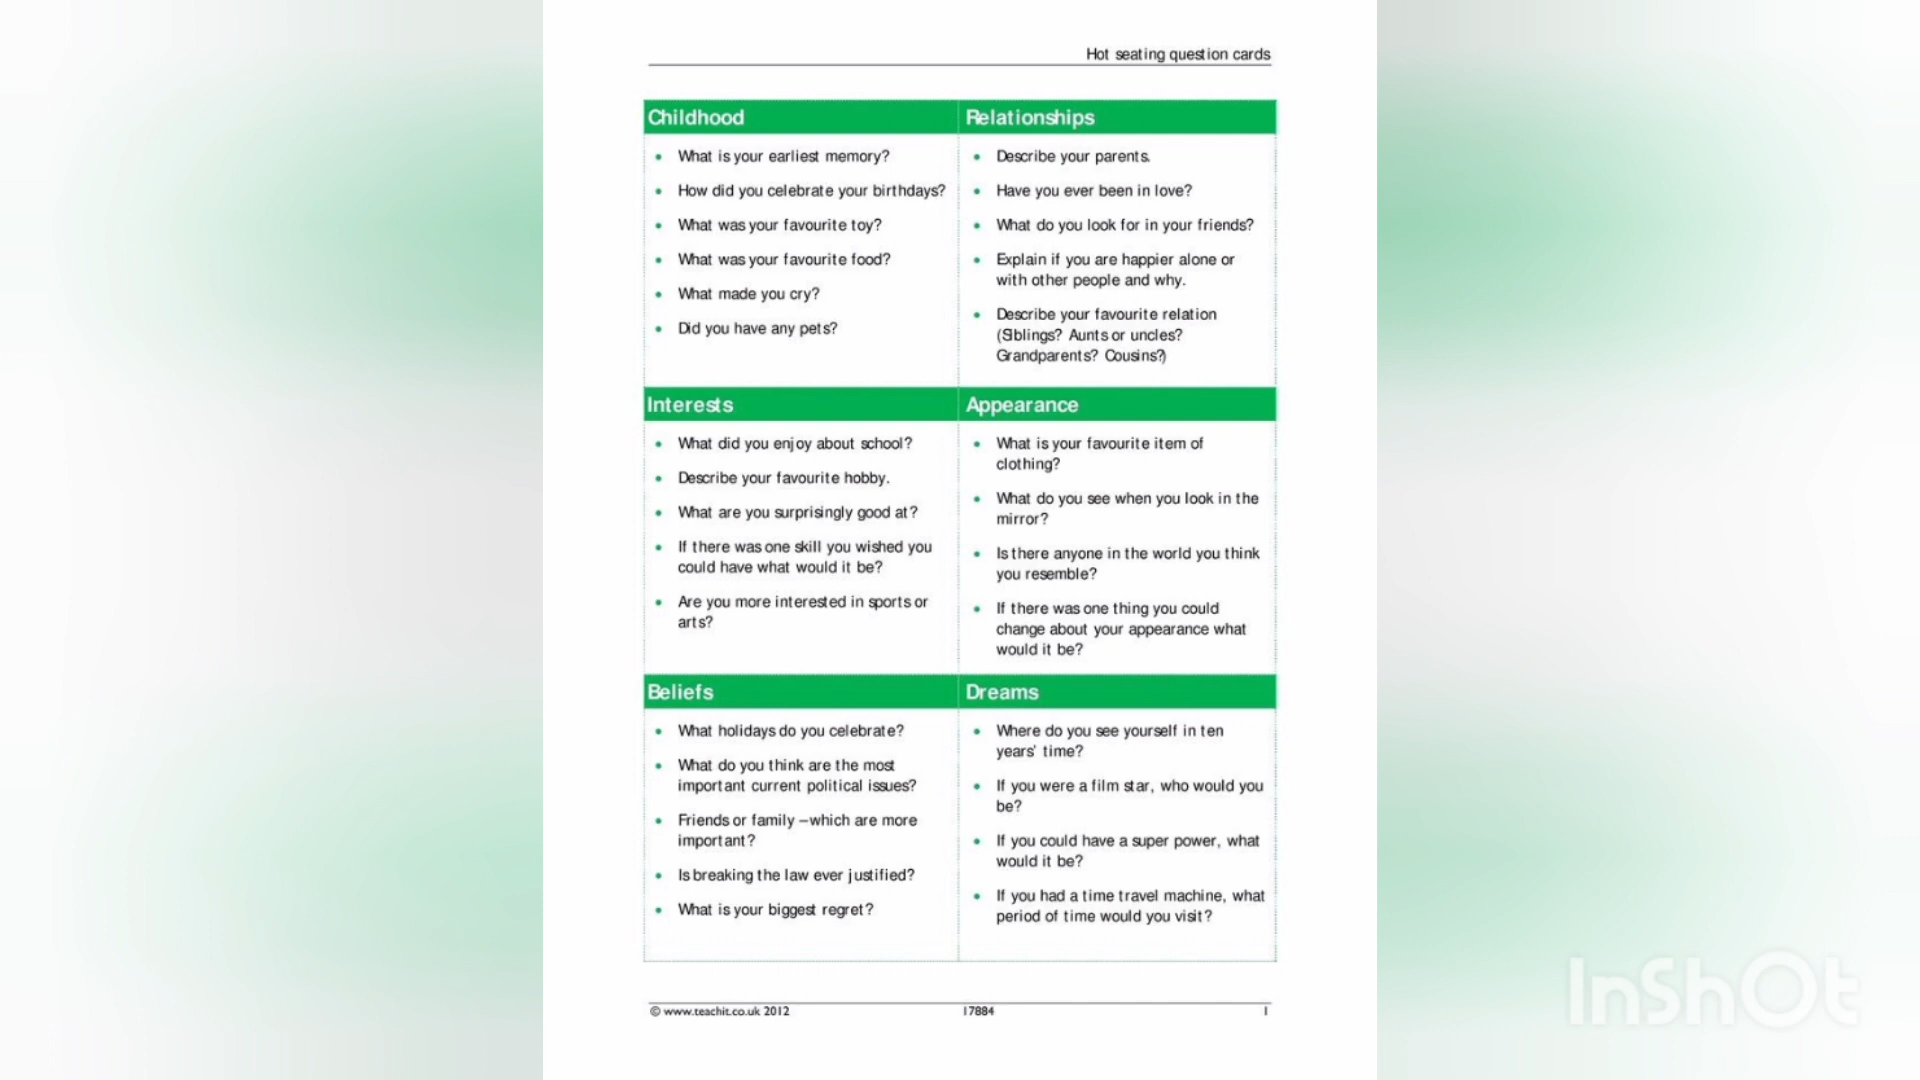 Hot seating question cards
Childhood
What is your earliest memory?
How did you celebrate your birthdays?
What was your favourite toy?
What was your favourite food?
What made you cry?
Did you have any pets?
Relationships
Describe your parents.
Have you ever been in love?
What do you look for in your friends?
Explain if you are happier alone or
with other people and why.
Describe your favourite relation
(Siblings? Aunts or uncles?
Grandparents? Cousins?)
Interests
What did you enjoy about school?
Describe your favourite hobby.
What are you surprisingly good at?
If there was one skill you wished you
could have what would it be?
Are you more interested in sports or
arts?
Appearance
What is your favourite item of
clothing?
What do you see when you look in the
mirror?
Is there anyone in the world you think
you resemble?
If there was one thing you could
change about your appearance what
would it be?
Beliefs
What holidays do you celebrate?
What do you think are the most
important current political issues?
Friends or family – which are more
important?
Is breaking the law ever justified?
What is your biggest regret?
Dreams
Where do you see yourself in ten
years' time?
If you were a film star, who would you
be?
If you could have a super power, what
would it be?
If you had a time travel machine, what
period of time would you visit?
© www.teachit.co.uk 2012
17884
1
InShOt